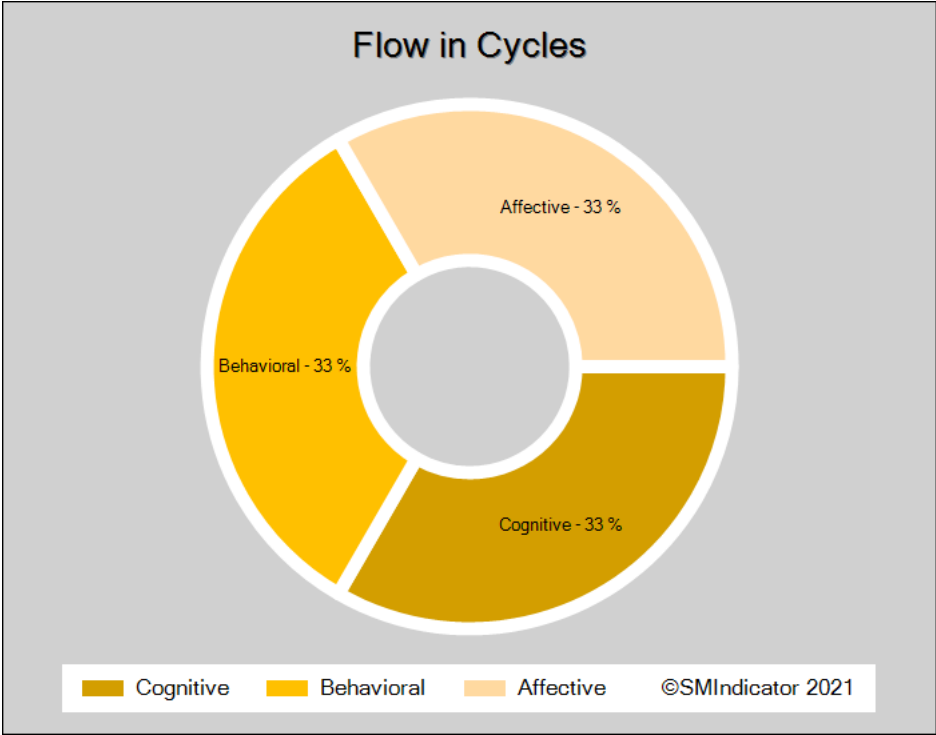 Flow in Cycles
Affective - 33 %
Behavioral - 33 %
Cognitive - 33 %
Cognitive Behavioral Affective ©SMIndicator 2021